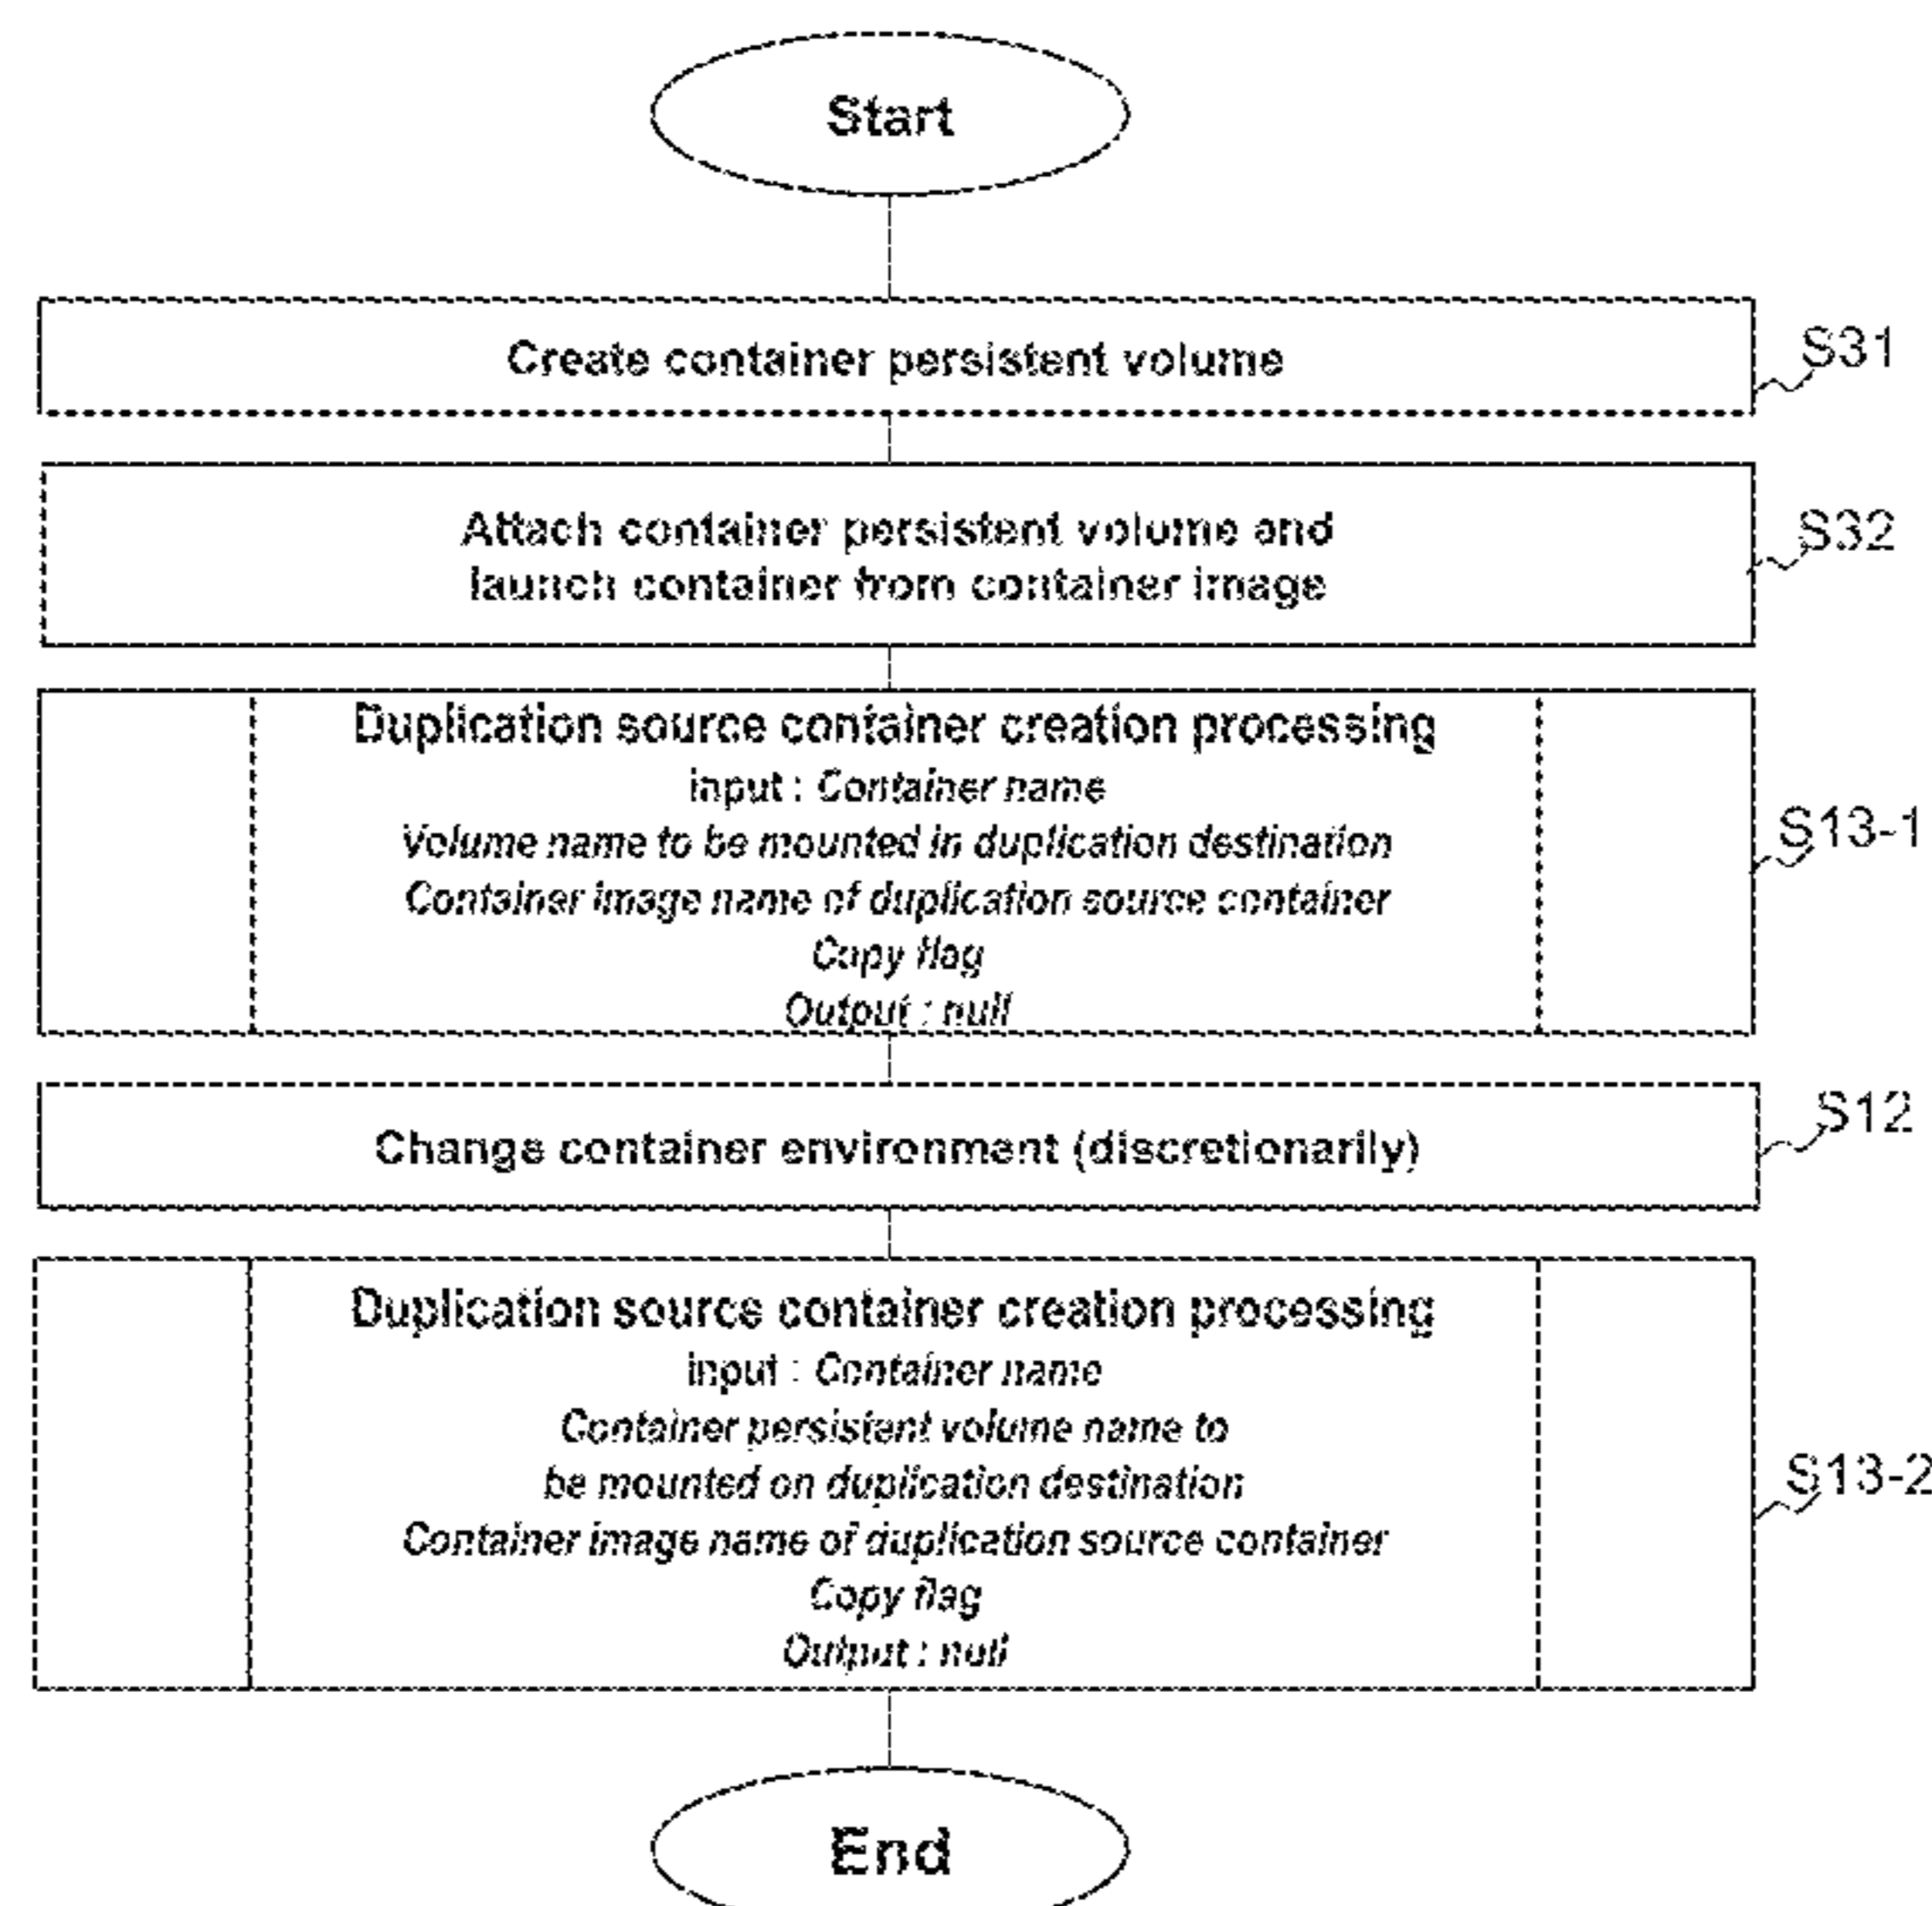 Start
Create container persistent volume
S31
Attach container persistent volume and
launch container from container image
S32
Duplication source container creation processing
input : Container name
Volume name to be mounted in duplication destination
Container image name of duplication source container
Copy flag
Output : null
S13-1
Change container environment (discretionarily)
S12
Duplication source container creation processing
input : Container name
Container persistent volume name to
be mounted on duplication destination
Container image name of duplication source container
Copy flag
Output : null
S13-2
End